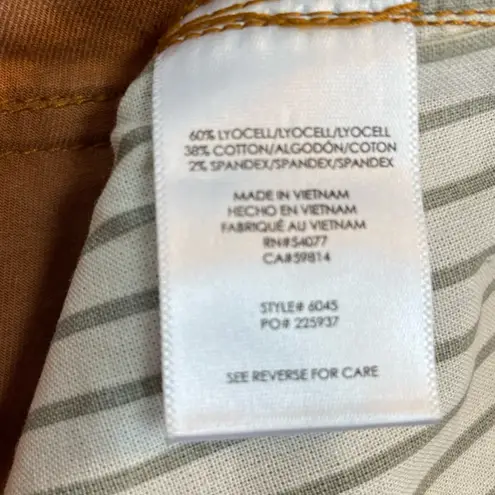 60% LYOCELL/LYOCELL/LYOCELL
38% COTTON/ALGODÓN/COTON
2% SPANDEX/SPANDEX/SPANDEX
MADE IN VIETNAM
HECHO EN VIETNAM
FABRIQUÉ AU VIETNAM
RN#54077
CA#59814
STYLE# 6045
PO# 225937
SEE REVERSE FOR CARE